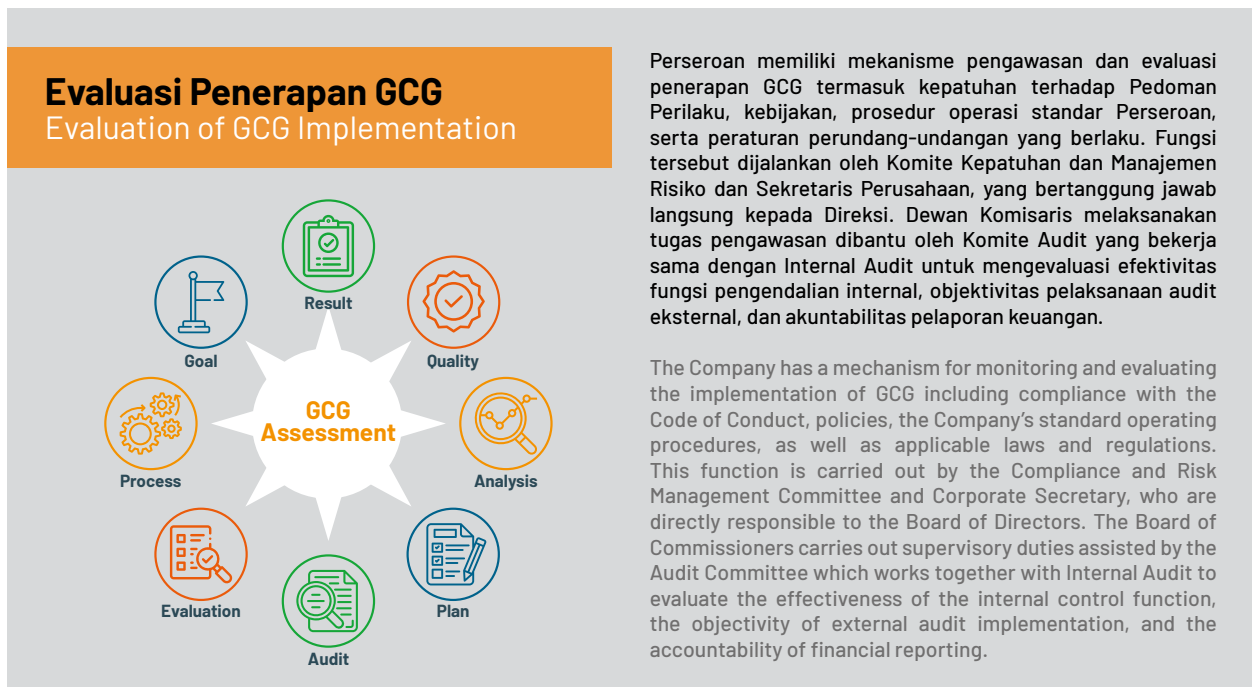 Evaluasi Penerapan GCG
Evaluation of GCG Implementation
Result
Goal
Quality
GCG
Assessment
Process
Analysis
Evaluation
Plan
Audit
Perseroan memiliki mekanisme pengawasan dan evaluasi
penerapan GCG termasuk kepatuhan terhadap Pedoman
Perilaku, kebijakan, prosedur operasi standar Perseroan,
serta peraturan perundang-undangan yang berlaku. Fungsi
tersebut dijalankan oleh Komite Kepatuhan dan Manajemen
Risiko dan Sekretaris Perusahaan, yang bertanggung jawab
langsung kepada Direksi. Dewan Komisaris melaksanakan
tugas pengawasan dibantu oleh Komite Audit yang bekerja
sama dengan Internal Audit untuk mengevaluasi efektivitas
fungsi pengendalian internal, objektivitas pelaksanaan audit
eksternal, dan akuntabilitas pelaporan keuangan.
The Company has a mechanism for monitoring and evaluating
the implementation of GCG including compliance with the
Code of Conduct, policies, the Company’s standard operating
procedures, as well as applicable laws and regulations.
This function is carried out by the Compliance and Risk
Management Committee and Corporate Secretary, who are
directly responsible to the Board of Directors. The Board of
Commissioners carries out supervisory duties assisted by the
Audit Committee which works together with Internal Audit to
evaluate the effectiveness of the internal control function,
the objectivity of external audit implementation, and the
accountability of financial reporting.